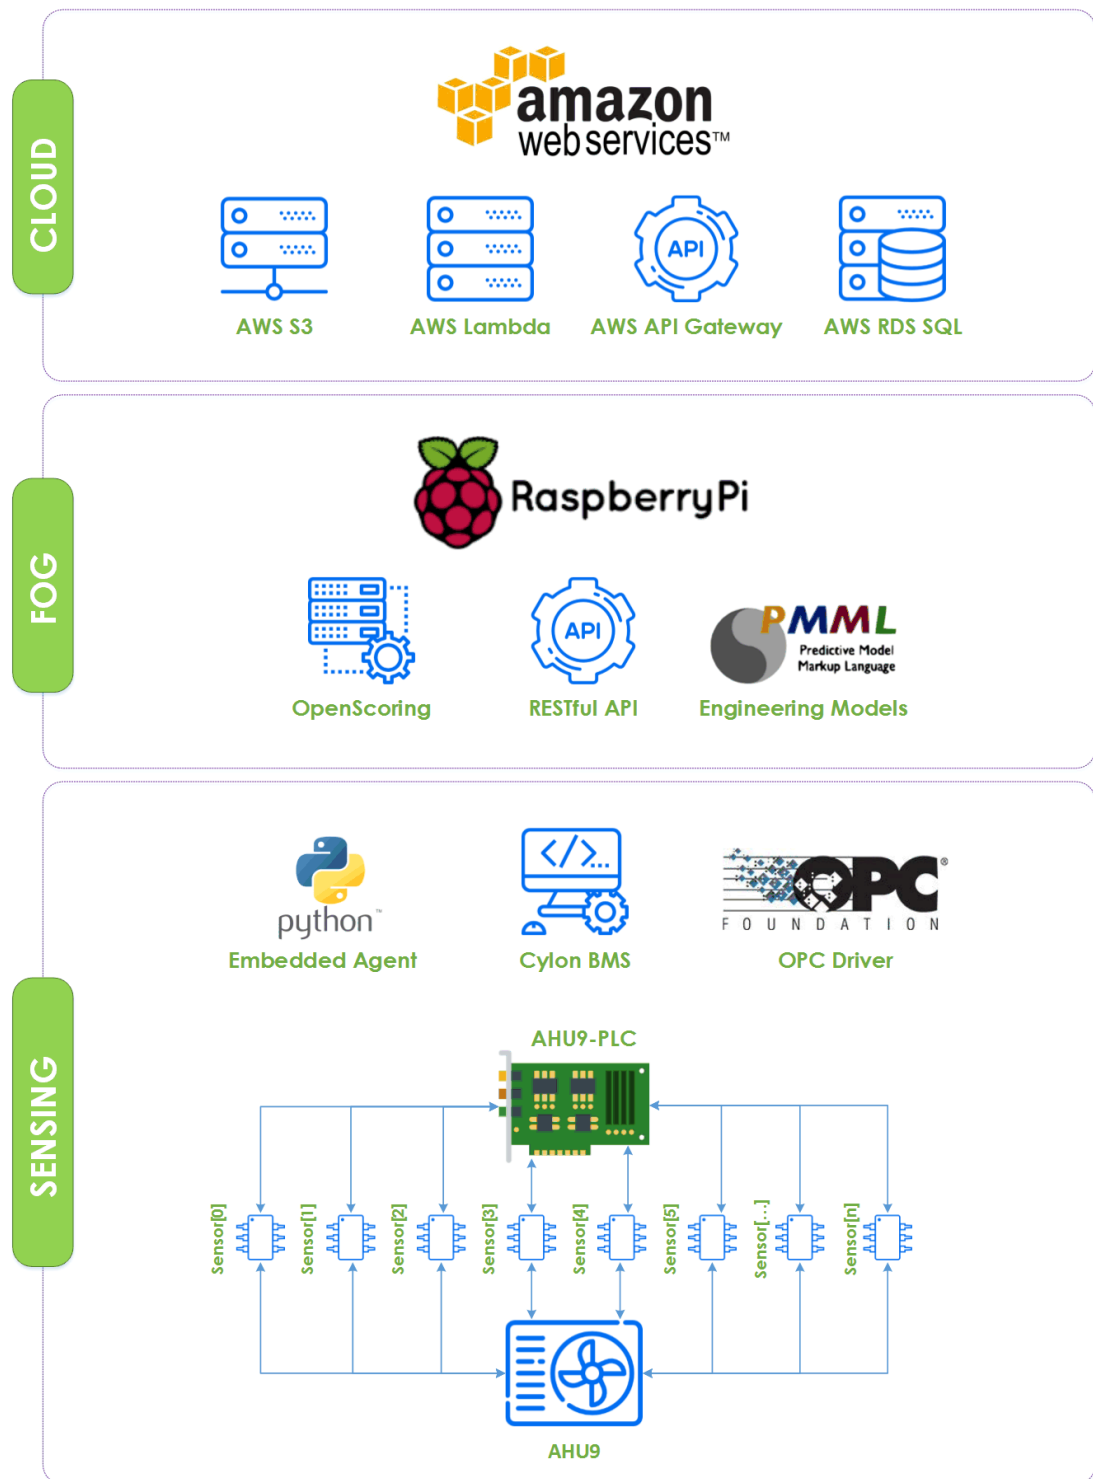 CLOUD
amazon
web services™
AWS S3
AWS Lambda
API
AWS API Gateway
AWS RDS SQL
FOG
RaspberryPi
OpenScoring
API
RESTful API
PMML
Predictive Model
Markup Language
Engineering Models
SENSING
python™
Embedded Agent
</>...
Cylon BMS
OPC®
FOUNDATION
OPC Driver
AHU9-PLC
Sensor[0]
Sensor[1]
Sensor[2]
Sensor[3]
Sensor[4]
Sensor[5]
Sensor[...]
Sensor[n]
AHU9